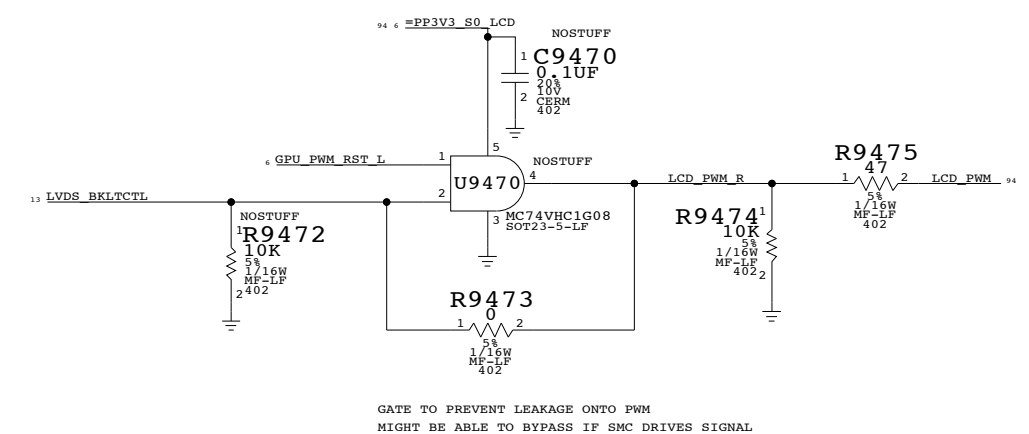 94 6 =PP3V3_S0_LCD
NOSTUFF
1 C9470
0.1UF
20%
10V
2 CERM
402
5
6 GPU_PWM_RST_L 1
NOSTUFF
U9470 4
13 LVDS_BKLTCTL 2
3 MC74VHC1G08
SOT23-5-LF
LCD_PWM_R
R9475
47
1 2
5%
1/16W
MF-LF
402
LCD_PWM 94
NOSTUFF
1 R9472
10K
5%
1/16W
MF-LF
2 402
R9474 1
10K
5%
1/16W
MF-LF
402 2
R9473
0
1 2
5%
1/16W
MF-LF
402
GATE TO PREVENT LEAKAGE ONTO PWM
MIGHT BE ABLE TO BYPASS IF SMC DRIVES SIGNAL